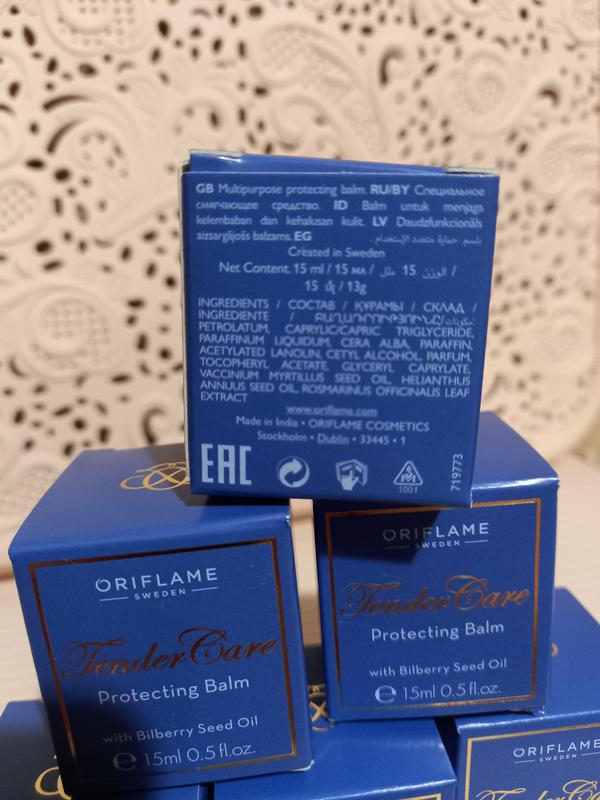 GB Multipurpose protecting balm. RU/BY Специальное
смягчающее средство. ID Balm untuk menjaga
kelembaban dan kehalusan kulit. LV Daudzfunkcionāls
aizsargājošs balzams. EG بلسم حماية متعدد الاستخدام.
Created in Sweden
Net Content. 15 ml / 15 мл / الوزن 15 ملل /
15 մլ / 13g
INGREDIENTS / СОСТАВ / ҚҰРАМЫ / СКЛАД /
INGREDIENTE / ԲԱՂԱԴՐՈՒԹՅՈՒՆԸ/مكونات:
PETROLATUM, CAPRYLIC/CAPRIC TRIGLYCERIDE,
PARAFFINUM LIQUIDUM, CERA ALBA, PARAFFIN,
ACETYLATED LANOLIN, CETYL ALCOHOL, PARFUM,
TOCOPHERYL ACETATE, GLYCERYL CAPRYLATE,
VACCINIUM MYRTILLUS SEED OIL, HELIANTHUS
ANNUUS SEED OIL, ROSMARINUS OFFICINALIS LEAF
EXTRACT
www.oriflame.com
Made in India • ORIFLAME COSMETICS
Stockholm • Dublin • 33445 • 1
EAC
1001
719773
ORIFLAME
SWEDEN
Tender Care
Protecting Balm
with Bilberry Seed Oil
℮ 15ml 0.5 fl.oz.
ORIFLAME
SWEDEN
Tender Care
Protecting Balm
with Bilberry Seed Oil
℮ 15ml 0.5 fl.oz.
ORIFLAME
SWEDEN